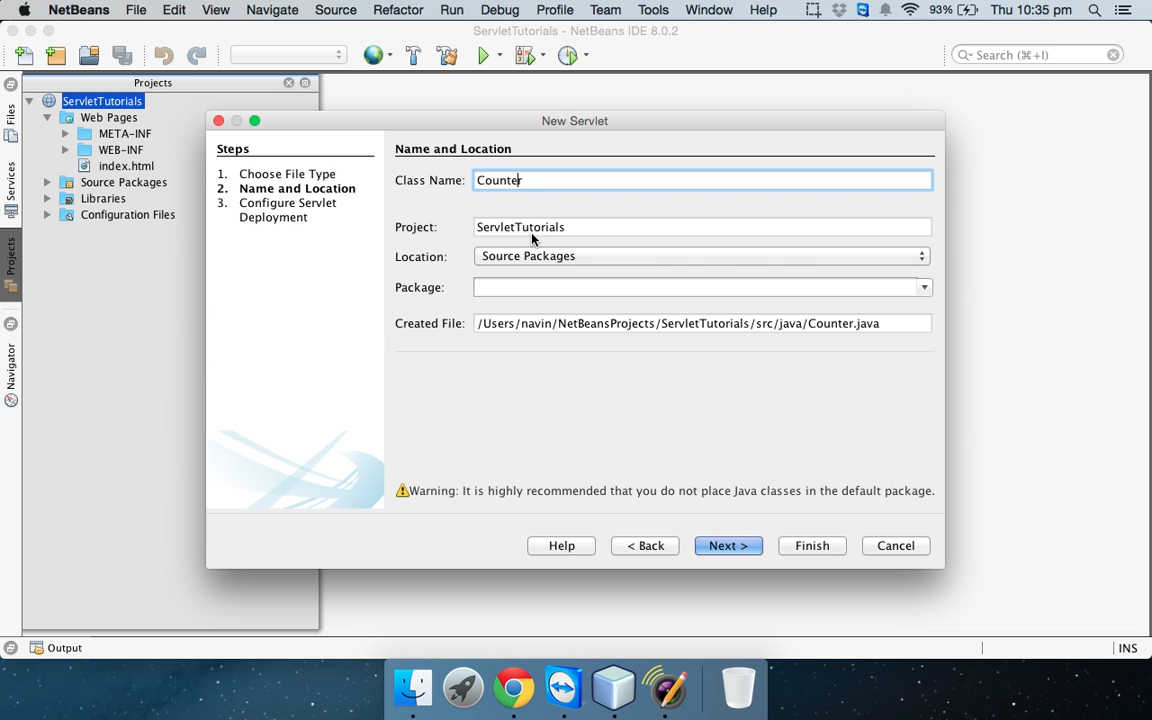 NetBeans File Edit View Navigate Source Refactor Run Debug Profile Team Tools Window Help 93% Thu 10:35 pm
ServletTutorials - NetBeans IDE 8.0.2
Search (⌘+I)
Projects
Files
Services
Projects
Navigator
ServletTutorials
Web Pages
META-INF
WEB-INF
index.html
Source Packages
Libraries
Configuration Files
New Servlet
Steps
1. Choose File Type
2. Name and Location
3. Configure Servlet
Deployment
Name and Location
Class Name: Counter
Project: ServletTutorials
Location: Source Packages
Package:
Created File: /Users/navin/NetBeansProjects/ServletTutorials/src/java/Counter.java
Warning: It is highly recommended that you do not place Java classes in the default package.
Help < Back Next > Finish Cancel
Output
INS